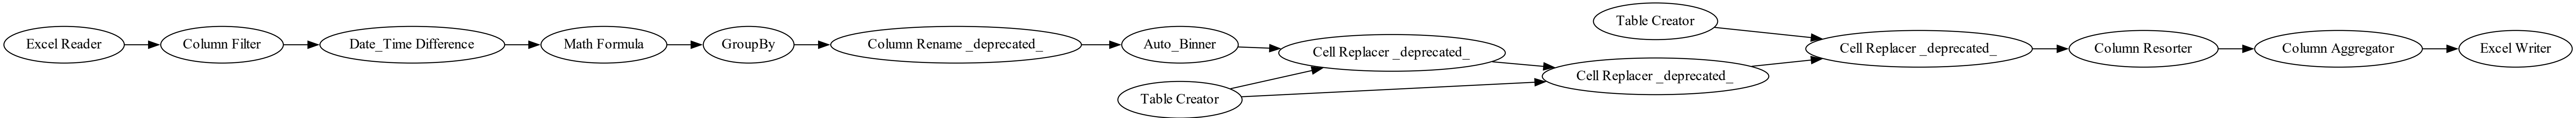 Excel Reader
Column Filter
Date_Time Difference
Math Formula
GroupBy
Column Rename _deprecated_
Auto_Binner
Table Creator
Cell Replacer _deprecated_
Cell Replacer _deprecated_
Table Creator
Cell Replacer _deprecated_
Column Resorter
Column Aggregator
Excel Writer